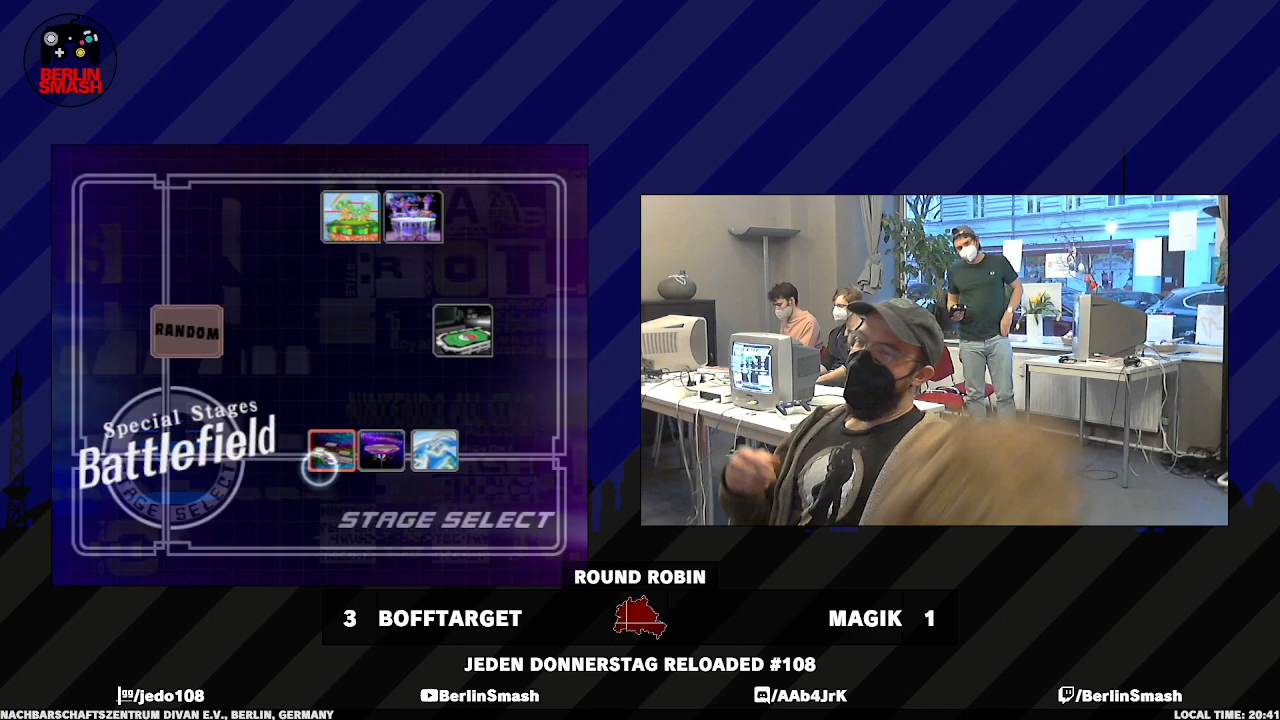 BERLIN
SMASH
RANDOM
Special Stages
Battlefield
STAGE SELECT
ROUND ROBIN
3 BOFFTARGET
MAGIK 1
JEDEN DONNERSTAG RELOADED #108
/jedo108
BerlinSmash
/AAb4JrK
/BerlinSmash
NACHBARSCHAFTSZENTRUM DIVAN E.V., BERLIN, GERMANY
LOCAL TIME: 20:41